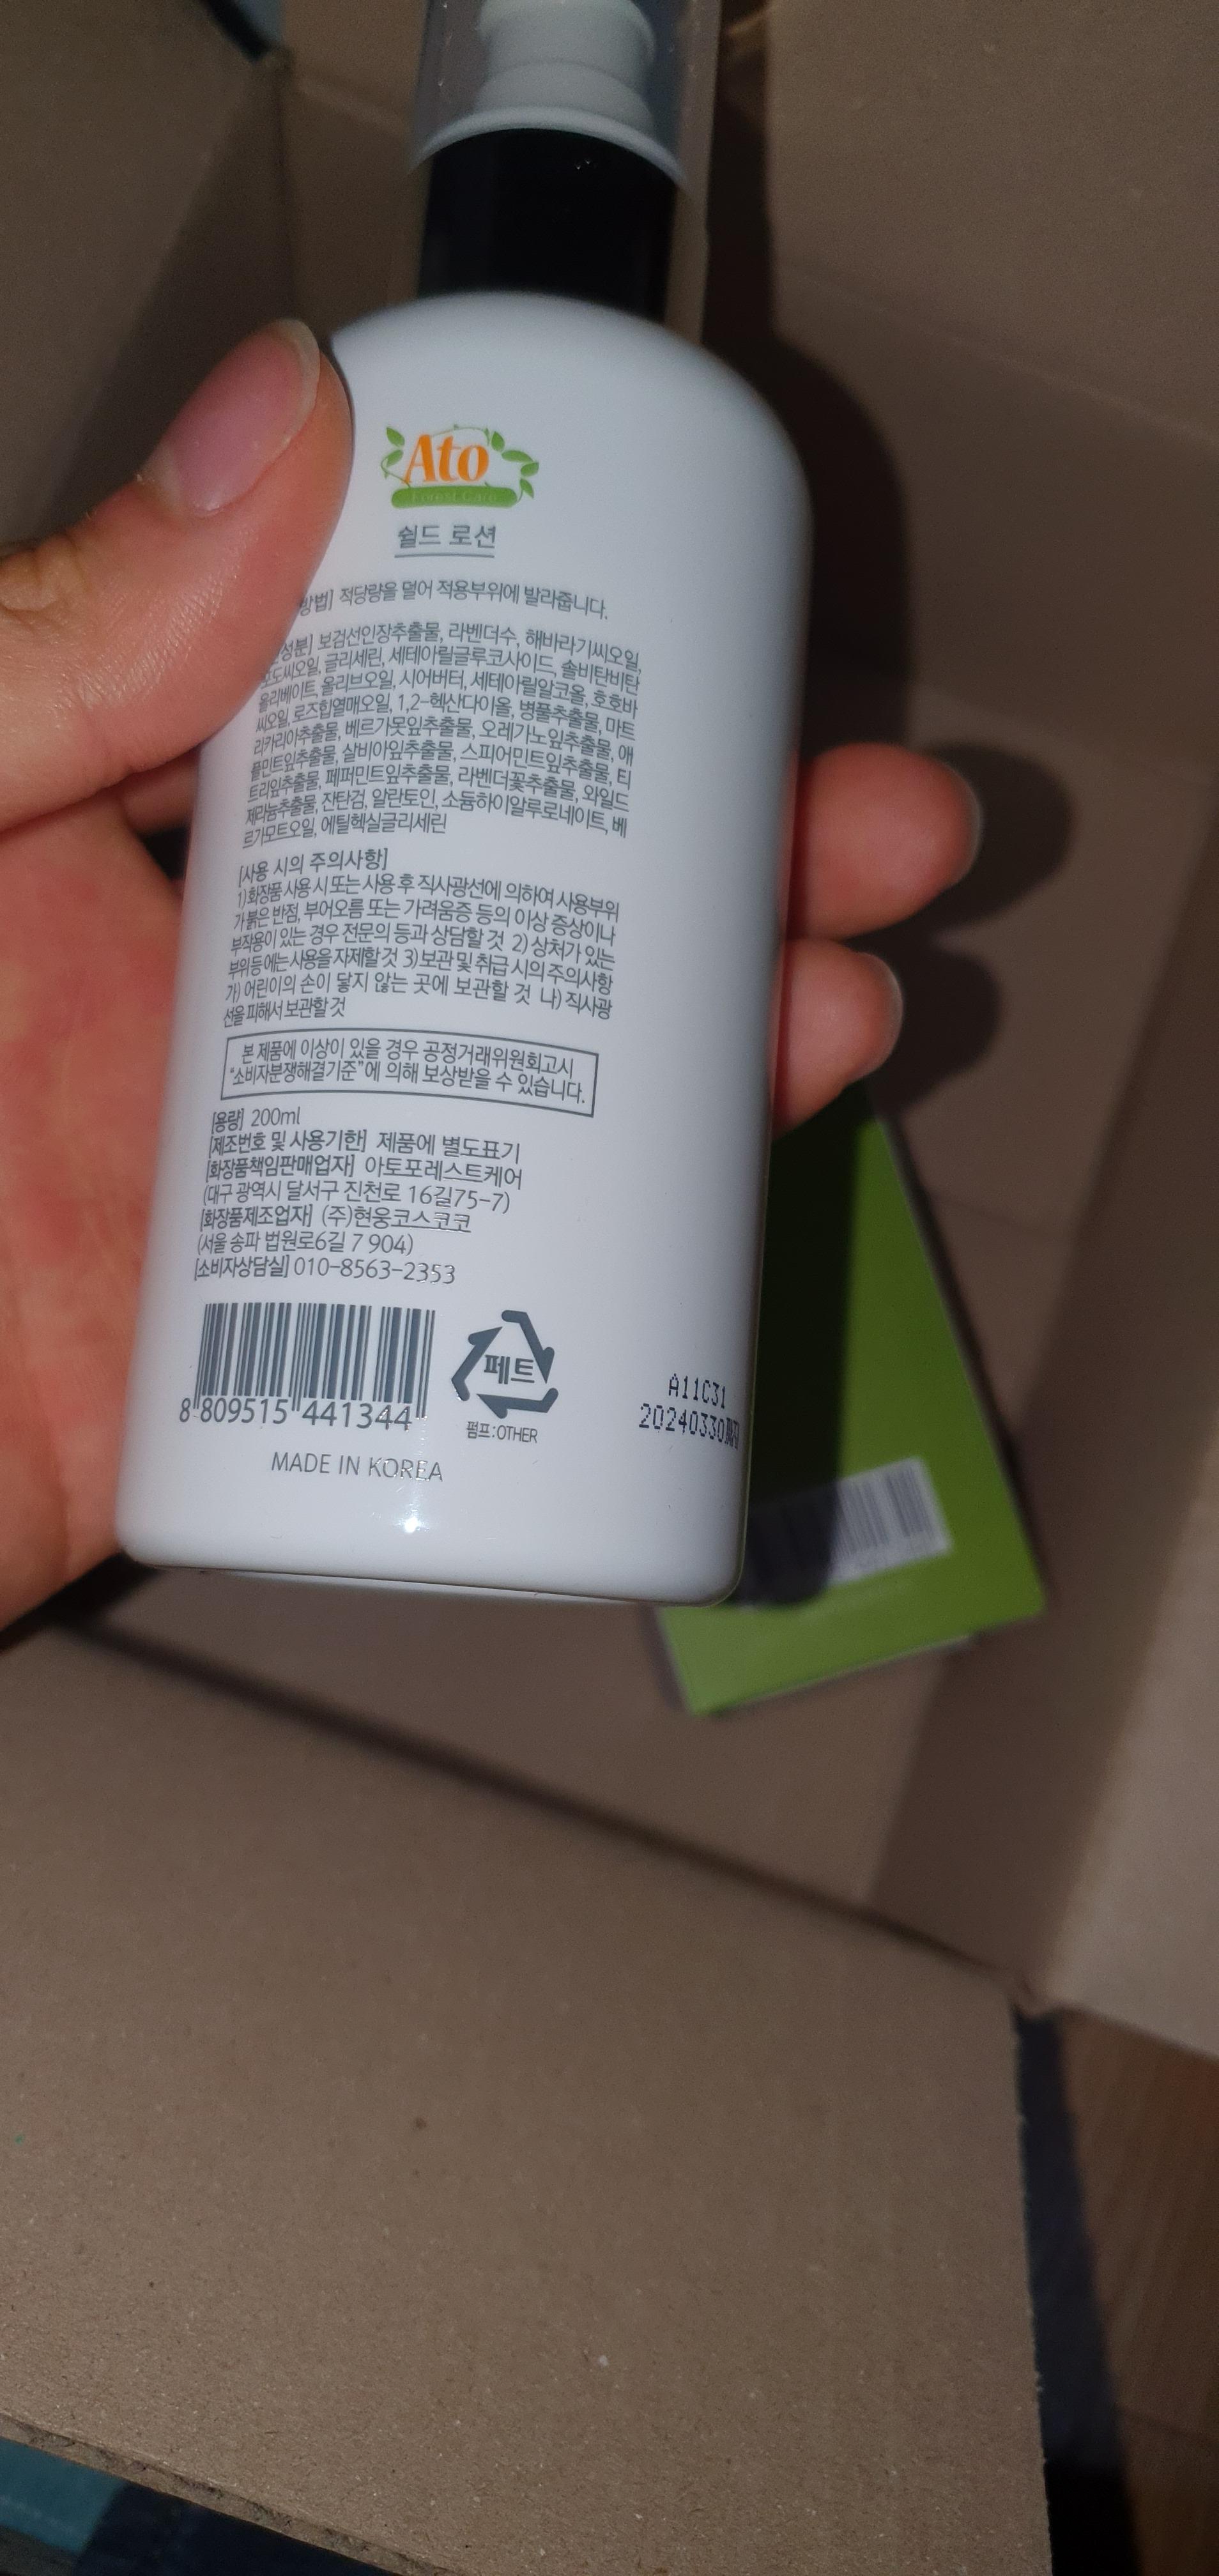 Ato
Forest Care
쉴드 로션
방법] 적당량을 덜어 적용부위에 발라줍니다.
성분] 보검선인장추출물, 라벤더수, 해바라기씨오일,
포도씨오일, 글리세린, 세테아릴글루코사이드, 솔비탄비탄
올리베이트, 올리브오일, 시어버터, 세테아릴알코올, 호호바
씨오일, 로즈힙열매오일, 1,2-헥산다이올, 병풀추출물, 마트
리카리아추출물, 베르가못잎추출물, 오레가노잎추출물, 애
플민트잎추출물, 살비아잎추출물, 스피어민트잎추출물, 티
트리잎추출물, 페퍼민트잎추출물, 라벤더꽃추출물, 와일드
제라늄추출물, 잔탄검, 알란토인, 소듐하이알루로네이트, 베
르가모트오일, 에틸헥실글리세린
[사용 시의 주의사항]
1) 화장품 사용 시 또는 사용 후 직사광선에 의하여 사용부위
가 붉은 반점, 부어오름 또는 가려움증 등의 이상 증상이나
부작용이 있는 경우 전문의 등과 상담할 것 2) 상처가 있는
부위 등에는 사용을 자제할 것 3) 보관 및 취급 시의 주의사항
가) 어린이의 손이 닿지 않는 곳에 보관할 것 나) 직사광
선을 피해서 보관할 것
본 제품에 이상이 있을 경우 공정거래위원회고시
"소비자분쟁해결기준"에 의해 보상받을 수 있습니다.
[용량] 200ml
[제조번호 및 사용기한] 제품에 별도표기
[화장품책임판매업자] 아토포레스트케어
(대구 광역시 달서구 진천로 16길75-7)
[화장품제조업자] (주)현웅코스코코
(서울 송파 법원로6길 7 904)
[소비자상담실] 010-8563-2353
페트
펌프:OTHER
8 809515 441344
MADE IN KOREA
A11C31
20240330